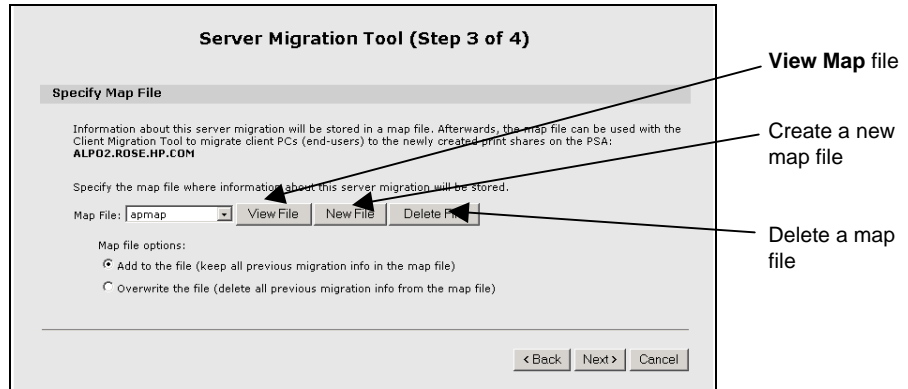 Server Migration Tool (Step 3 of 4)
Specify Map File
Information about this server migration will be stored in a map file. Afterwards, the map file can be used with the
Client Migration Tool to migrate client PCs (end-users) to the newly created print shares on the PSA:
ALPO2.ROSE.HP.COM
Specify the map file where information about this server migration will be stored.
Map File: apmap View File New File Delete File
Map file options:
Add to the file (keep all previous migration info in the map file)
Overwrite the file (delete all previous migration info from the map file)
< Back Next > Cancel
View Map file
Create a new
map file
Delete a map
file